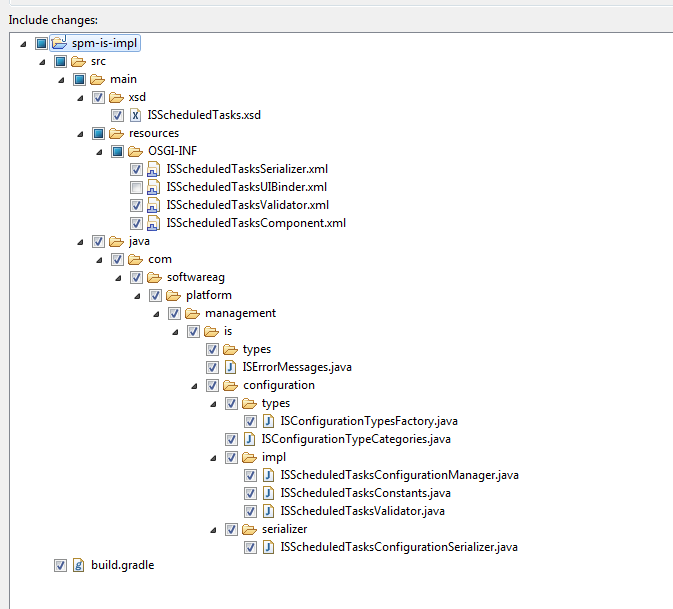 Include changes:
spm-is-impl
src
main
xsd
ISScheduledTasks.xsd
resources
OSGI-INF
ISScheduledTasksSerializer.xml
ISScheduledTasksUIBinder.xml
ISScheduledTasksValidator.xml
ISScheduledTasksComponent.xml
java
com
softwareag
platform
management
is
types
ISErrorMessages.java
configuration
types
ISConfigurationTypesFactory.java
ISConfigurationTypeCategories.java
impl
ISScheduledTasksConfigurationManager.java
ISScheduledTasksConstants.java
ISScheduledTasksValidator.java
serializer
ISScheduledTasksConfigurationSerializer.java
build.gradle